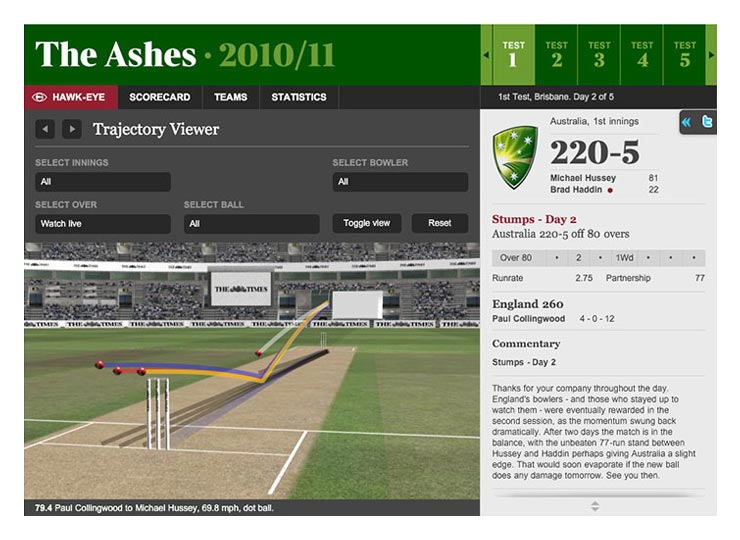 The Ashes · 2010/11
TEST 1
TEST 2
TEST 3
TEST 4
TEST 5
HAWK-EYE SCORECARD TEAMS STATISTICS
1st Test, Brisbane. Day 2 of 5
Trajectory Viewer
SELECT INNINGS SELECT BOWLER
All All
SELECT OVER SELECT BALL
Watch live All Toggle view Reset
THE TIMES
79.4 Paul Collingwood to Michael Hussey, 69.8 mph, dot ball.
Australia, 1st innings
220-5
Michael Hussey 81
Brad Haddin 22
Stumps - Day 2
Australia 220-5 off 80 overs
Over 80 • 2 • 1Wd • • •
Runrate 2.75 Partnership 77
England 260
Paul Collingwood 4 - 0 - 12
Commentary
Stumps - Day 2
Thanks for your company throughout the day.
England's bowlers - and those who stayed up to
watch them - were eventually rewarded in the
second session, as the momentum swung back
dramatically. After two days the match is in the
balance, with the unbeaten 77-run stand between
Hussey and Haddin perhaps giving Australia a slight
edge. That would soon evaporate if the new ball
does any damage tomorrow. See you then.